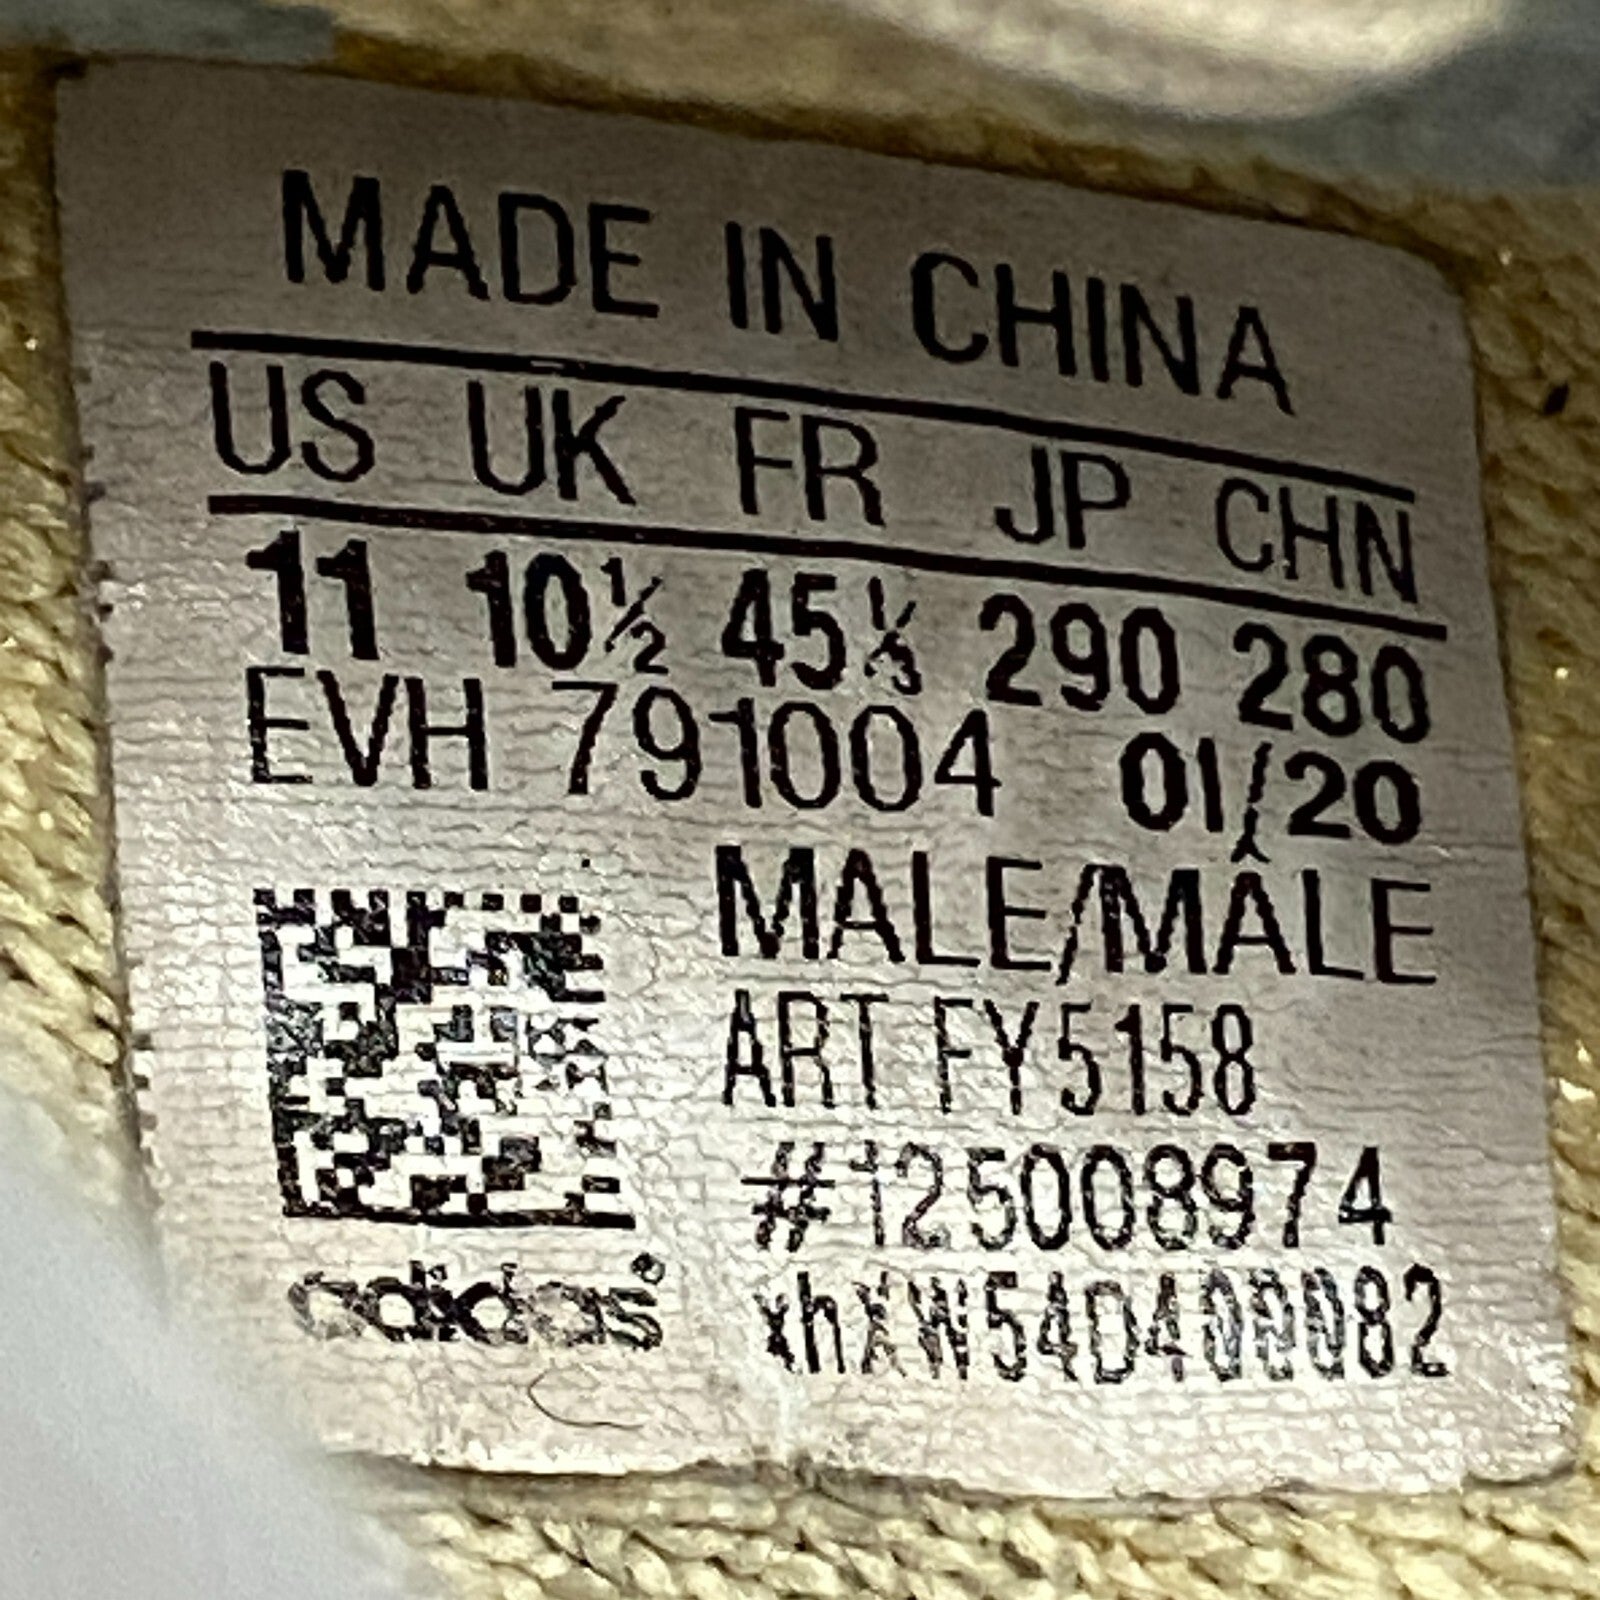 MADE IN CHINA
US UK FR JP CHN
11 10½ 45⅓ 290 280
EVH 791004 01/20
MALE/MÂLE
ART FY5158
#125008974
adidas®